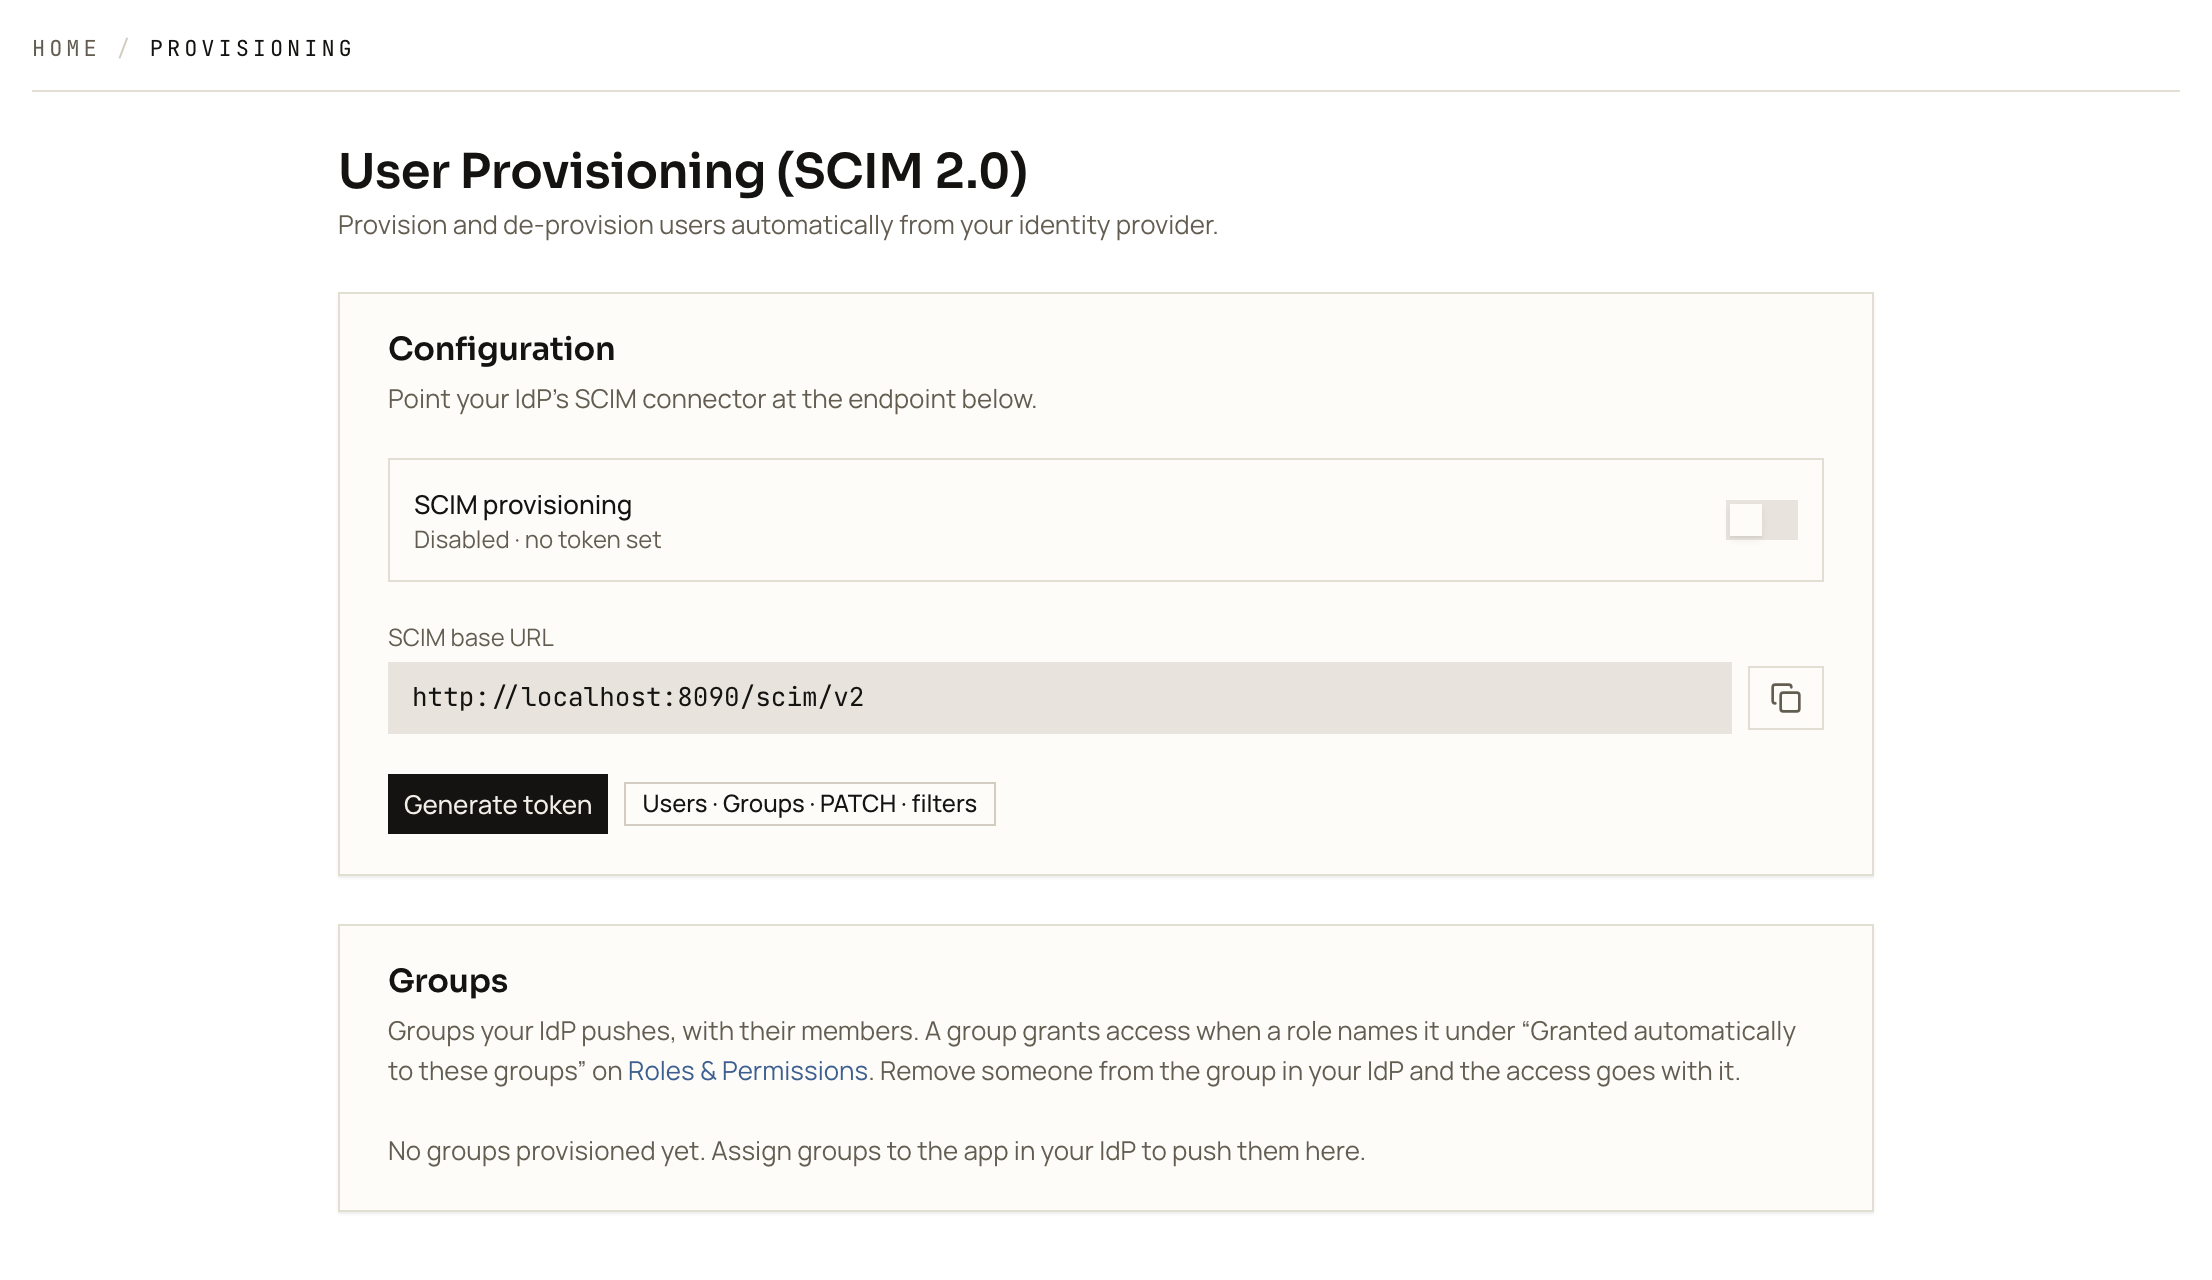 HOME / PROVISIONING
User Provisioning (SCIM 2.0)
Provision and de-provision users automatically from your identity provider.
Configuration
Point your IdP’s SCIM connector at the endpoint below.
SCIM provisioning
Disabled · no token set
SCIM base URL
http://localhost:8090/scim/v2
Generate token
Users · Groups · PATCH · filters
Groups
Groups your IdP pushes, with their members. A group grants access when a role names it under “Granted automatically
to these groups” on Roles & Permissions. Remove someone from the group in your IdP and the access goes with it.
No groups provisioned yet. Assign groups to the app in your IdP to push them here.